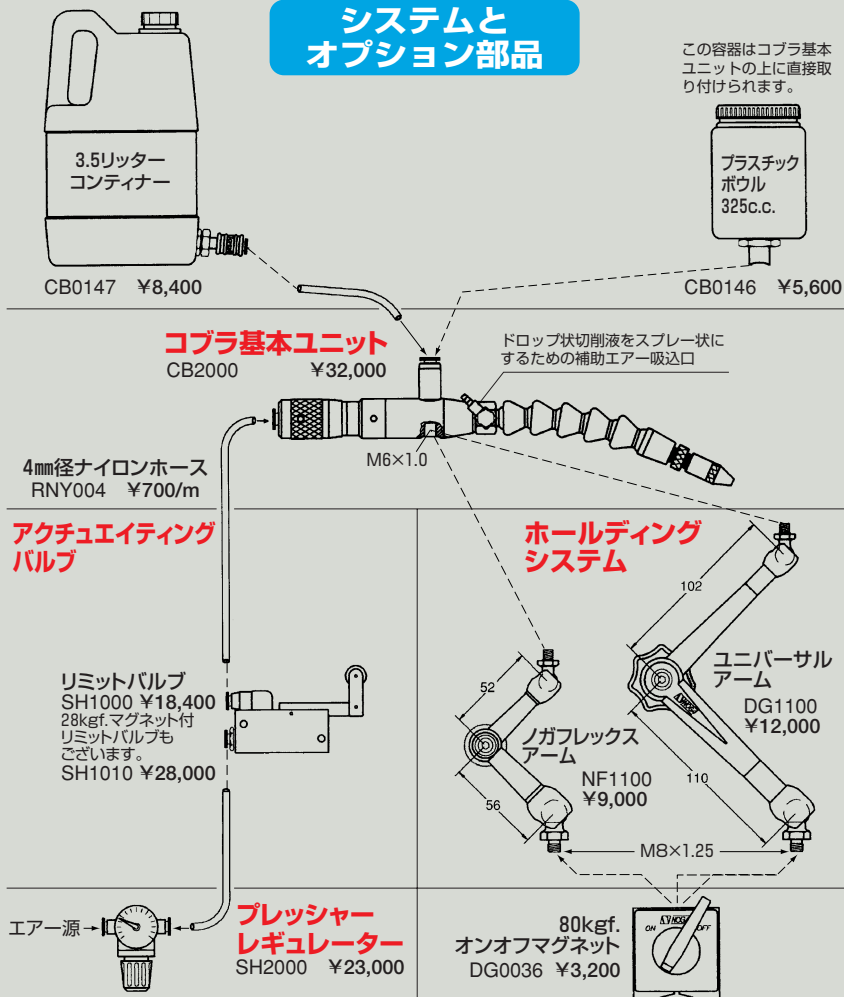 システムと
オプション部品
この容器はコブラ基本
ユニットの上に直接取
り付けられます。
3.5リッター
コンティナー
プラスチック
ボウル
325c.c.
CB0147 ¥8,400
CB0146 ¥5,600
コブラ基本ユニット
CB2000 ¥32,000
ドロップ状切削液をスプレー状に
するための補助エアー吸込口
M6×1.0
4mm径ナイロンホース
RNY004 ¥700/m
アクチュエイティング
バルブ
ホールディング
システム
102
リミットバルブ
SH1000 ¥18,400
28kgf.マグネット付
リミットバルブも
ございます。
SH1010 ¥28,000
52
ノガフレックス
アーム
NF1100
¥9,000
56
ユニバーサル
アーム
DG1100
¥12,000
NOGA
110
M8×1.25
エアー源
プレッシャー
レギュレーター
SH2000 ¥23,000
80kgf.
オンオフマグネット
DG0036 ¥3,200
NOGA
ON OFF